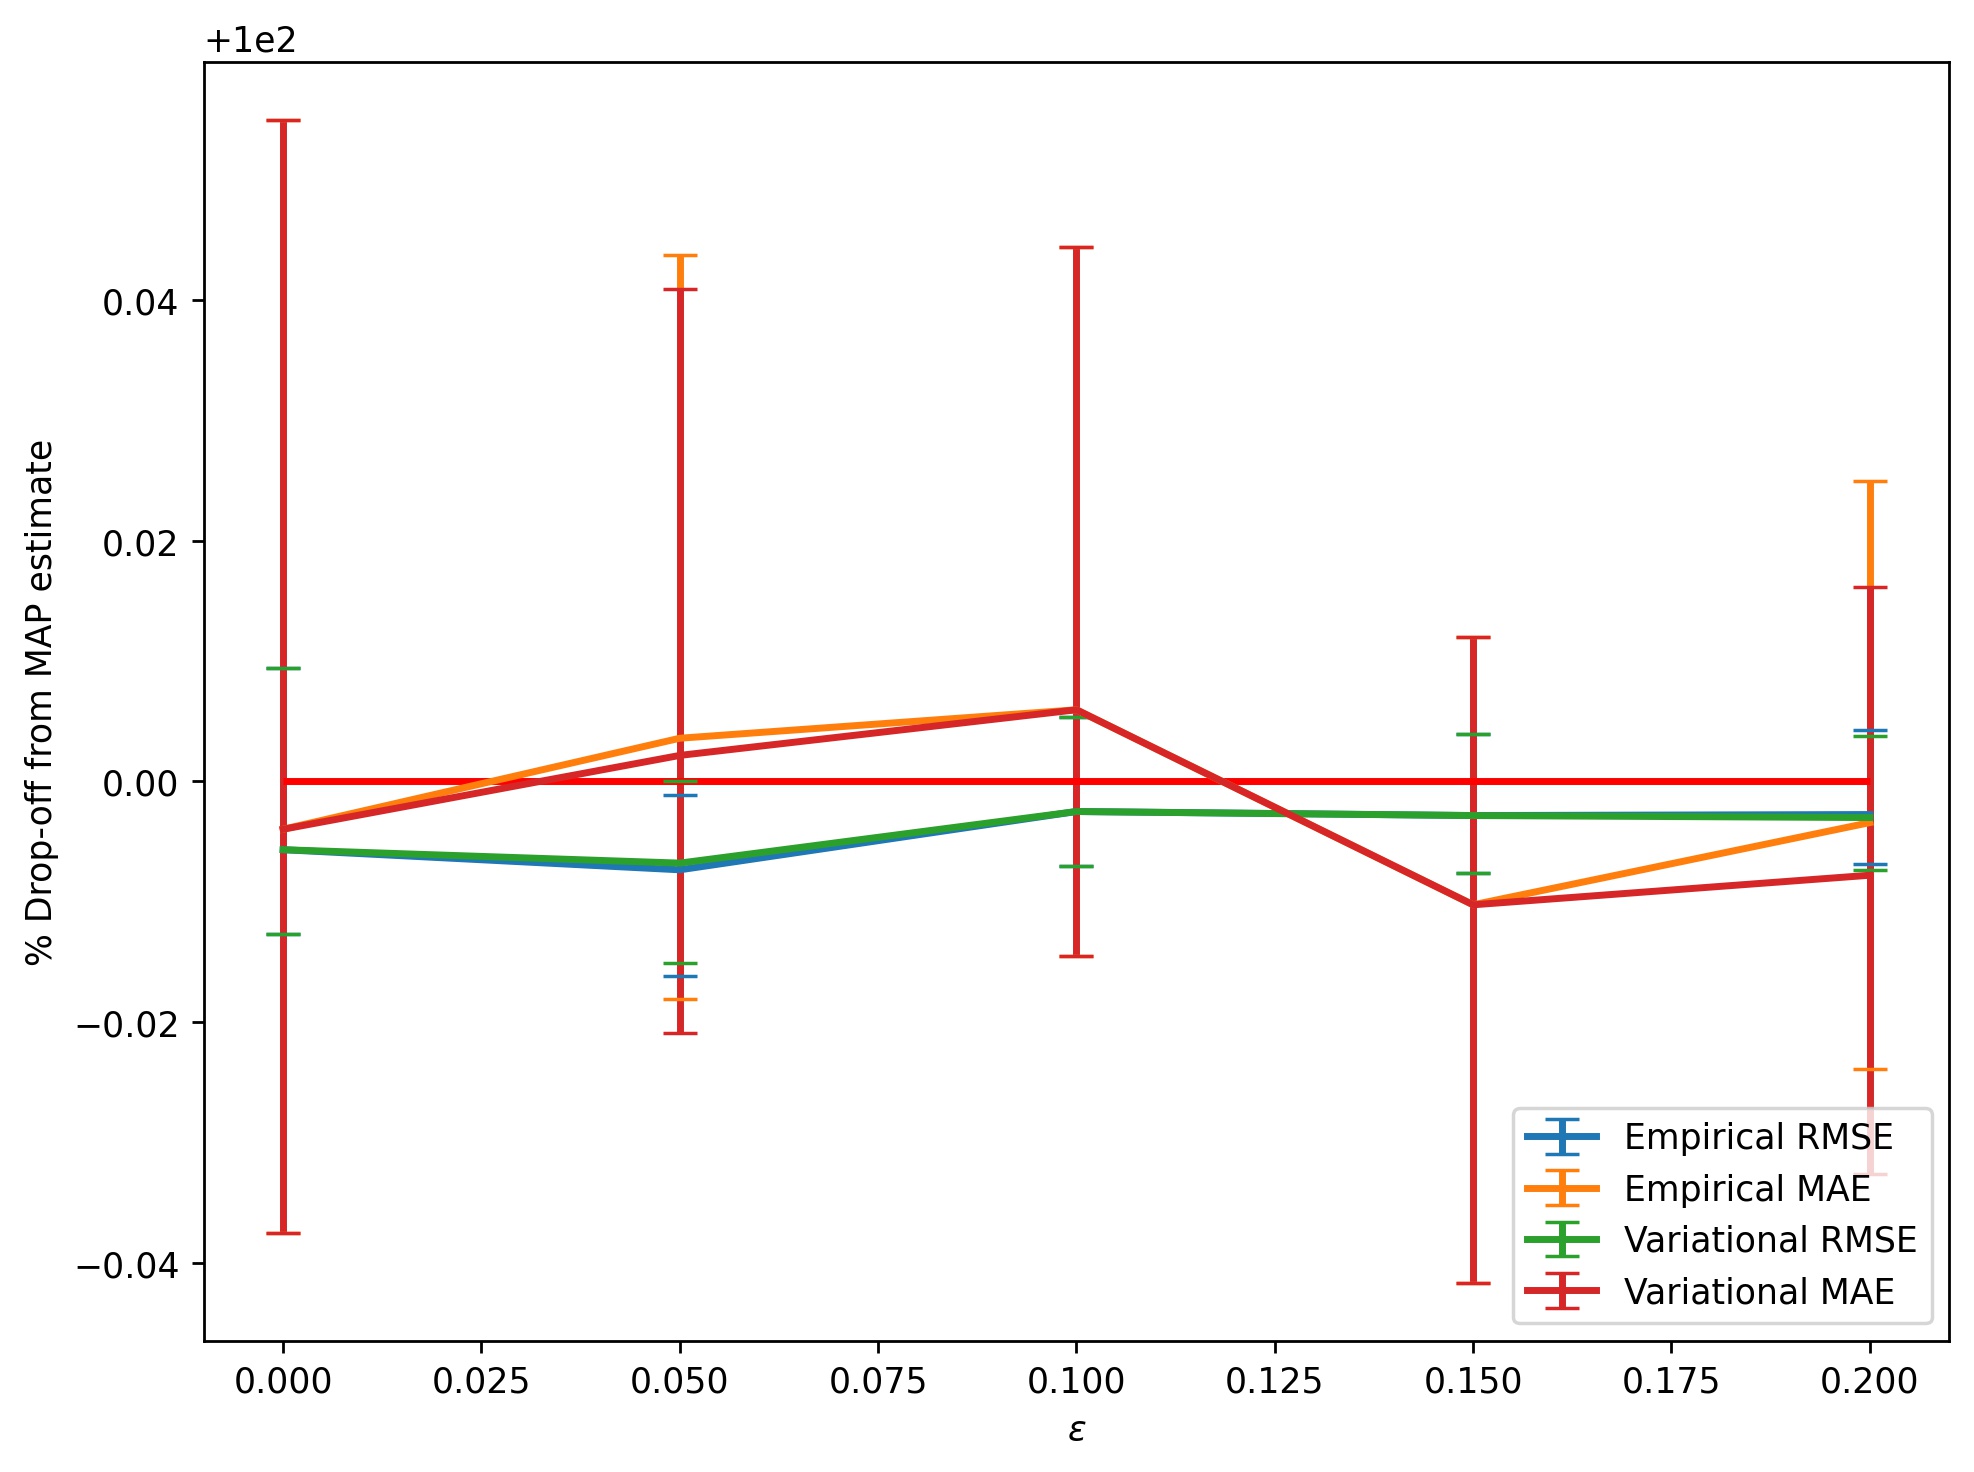 +1e2
% Drop-off from MAP estimate
0.04
0.02
0.00
−0.02
−0.04
0.000 0.025 0.050 0.075 0.100 0.125 0.150 0.175 0.200
ε
Empirical RMSE
Empirical MAE
Variational RMSE
Variational MAE